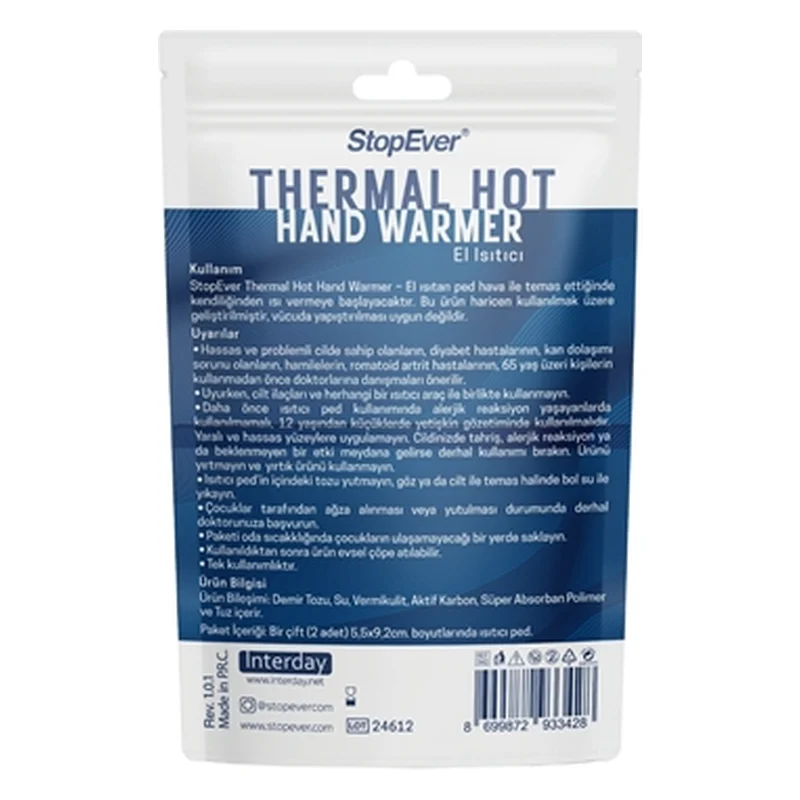 StopEver®
THERMAL HOT
HAND WARMER
El Isıtıcı
Kullanım
StopEver Thermal Hot Hand Warmer - El ısıtan ped hava ile temas ettiğinde
kendiliğinden ısı vermeye başlayacaktır. Bu ürün haricen kullanılmak üzere
geliştirilmiştir, vücuda yapıştırılması uygun değildir.
Uyarılar
• Hassas ve problemli cilde sahip olanların, diyabet hastalarının, kan dolaşımı
sorunu olanların, hamilelerin, romatoid artrit hastalarının, 65 yaş üzeri kişilerin
kullanmadan önce doktorlarına danışmaları önerilir.
• Uyurken, cilt ilaçları ve herhangi bir ısıtıcı araç ile birlikte kullanmayın.
• Daha önce ısıtıcı ped kullanımında alerjik reaksiyon yaşayanlarda
kullanılmamalı, 12 yaşından küçüklerde yetişkin gözetiminde kullanılmalıdır.
Yaralı ve hassas yüzeylere uygulamayın. Cildinizde tahriş, alerjik reaksiyon ya
da beklenmeyen bir etki meydana gelirse derhal kullanımı bırakın. Ürünü
yırtmayın ve yırtık ürünü kullanmayın.
• Isıtıcı ped'in içindeki tozu yutmayın, göz ya da cilt ile temas halinde bol su ile
yıkayın.
• Çocuklar tarafından ağza alınması veya yutulması durumunda derhal
doktorunuza başvurun.
• Paketi oda sıcaklığında çocukların ulaşamayacağı bir yerde saklayın.
• Kullanıldıktan sonra ürün evsel çöpe atılabilir.
• Tek kullanımlıktır.
Ürün Bilgisi
Ürün Bileşimi: Demir Tozu, Su, Vermikulit, Aktif Karbon, Süper Absorban Polimer
ve Tuz içerir.
Paket İçeriği: Bir çift (2 adet) 5,5x9,2cm. boyutlarında ısıtıcı ped.
Rev. 1.0.1
Made in P.R.C.
Interday
www.interday.net
@stopevercom
www.stopever.com
LOT 24612
8 699872 933428